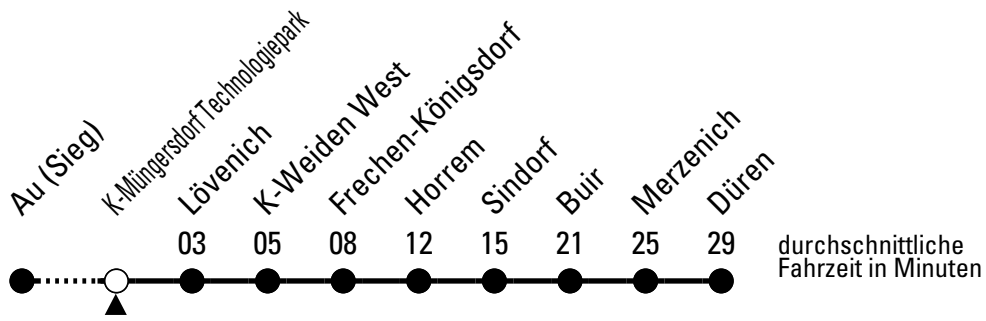 Au (Sieg)
K-Müngersdorf Technologiepark
Lövenich
K-Weiden West
Frechen-Königsdorf
Horrem
Sindorf
Buir
Merzenich
Düren
03 05 08 12 15 21 25 29
durchschnittliche
Fahrzeit in Minuten